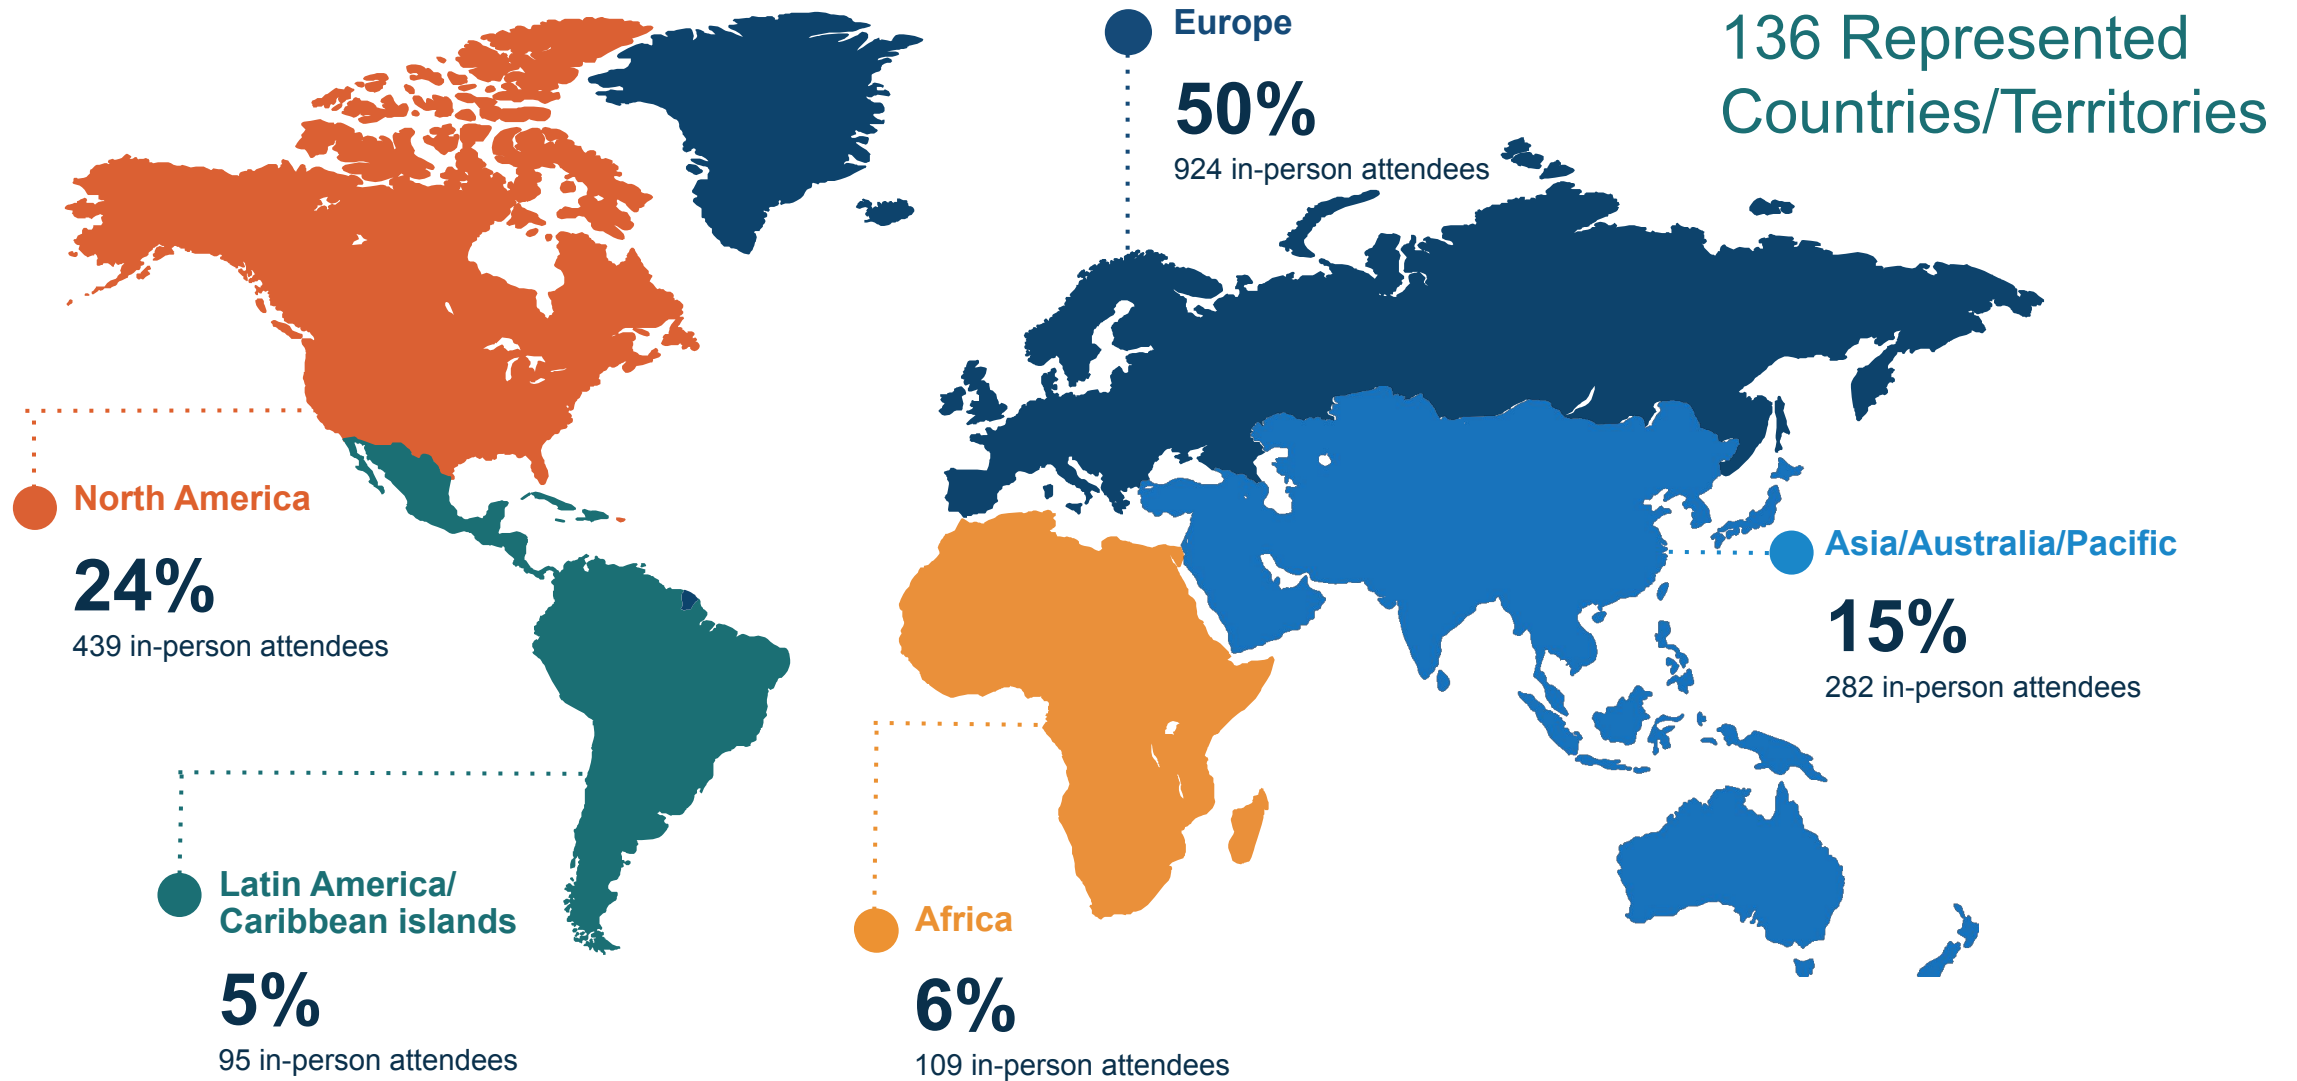 136 Represented
Countries/Territories
Europe
50%
924 in-person attendees
North America
24%
439 in-person attendees
Asia/Australia/Pacific
15%
282 in-person attendees
Latin America/
Caribbean islands
5%
95 in-person attendees
Africa
6%
109 in-person attendees